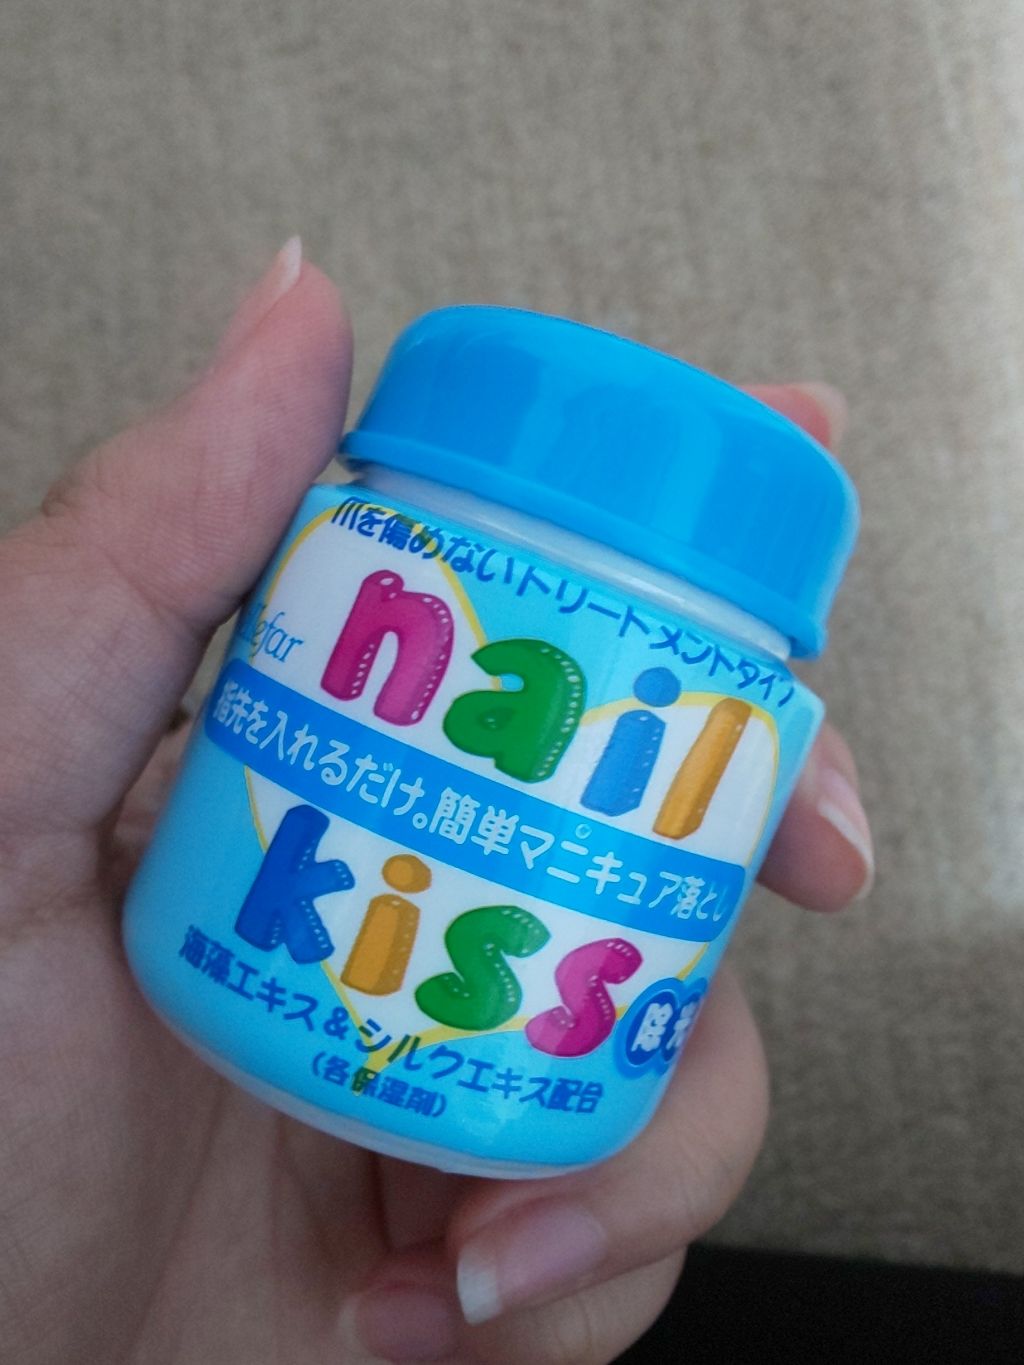 爪を傷めないトリートメントタイプ
nail
指先を入れるだけ。簡単マニキュア落とし
kiss
海藻エキス&シルクエキス配合
(各保湿剤)